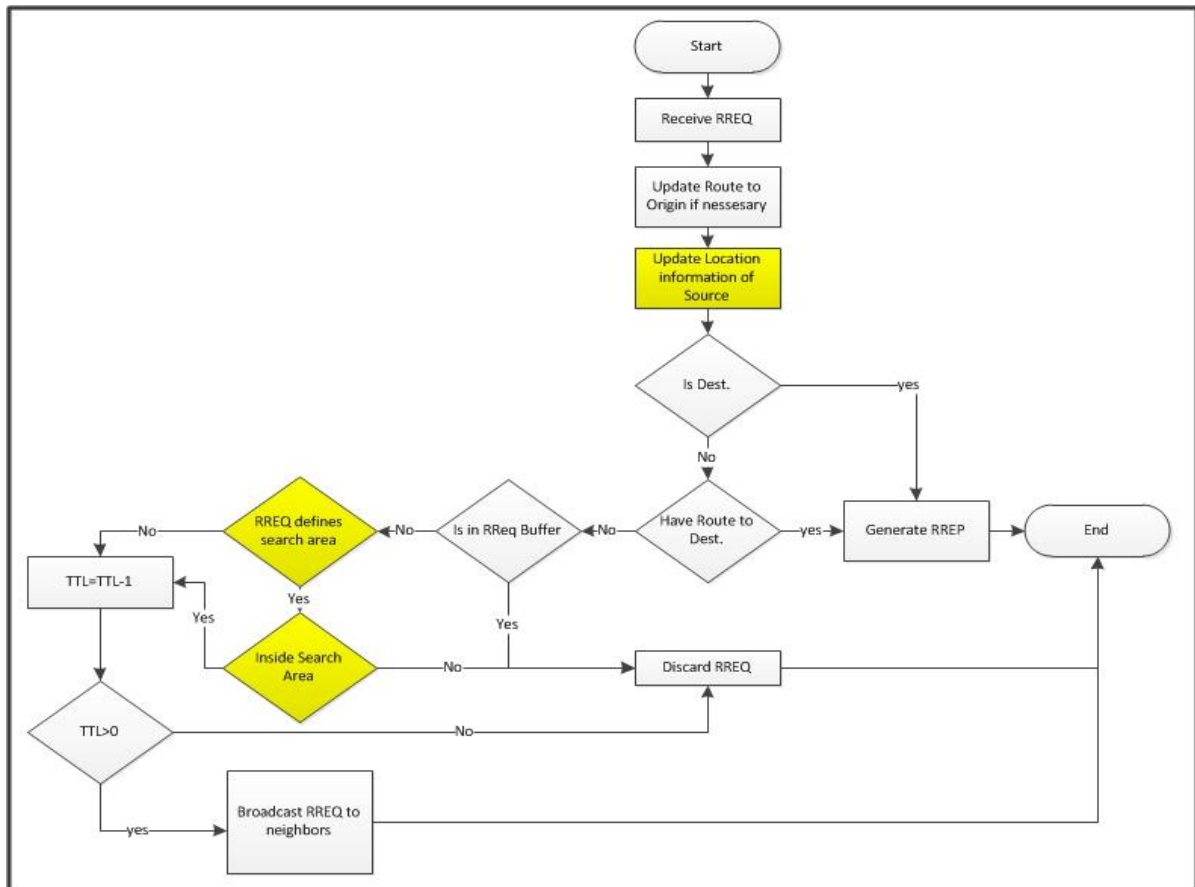 Start
Receive RREQ
Update Route to
Origin if nessesary
Update Location
information of
Source
Is Dest.
yes
No
Have Route to
Dest.
yes
Generate RREP
End
No
Is in RReq Buffer
No
RREQ defines
search area
No
TTL=TTL-1
Yes
Yes
Yes
Inside Search
Area
No
Discard RREQ
TTL>0
No
yes
Broadcast RREQ to
neighbors